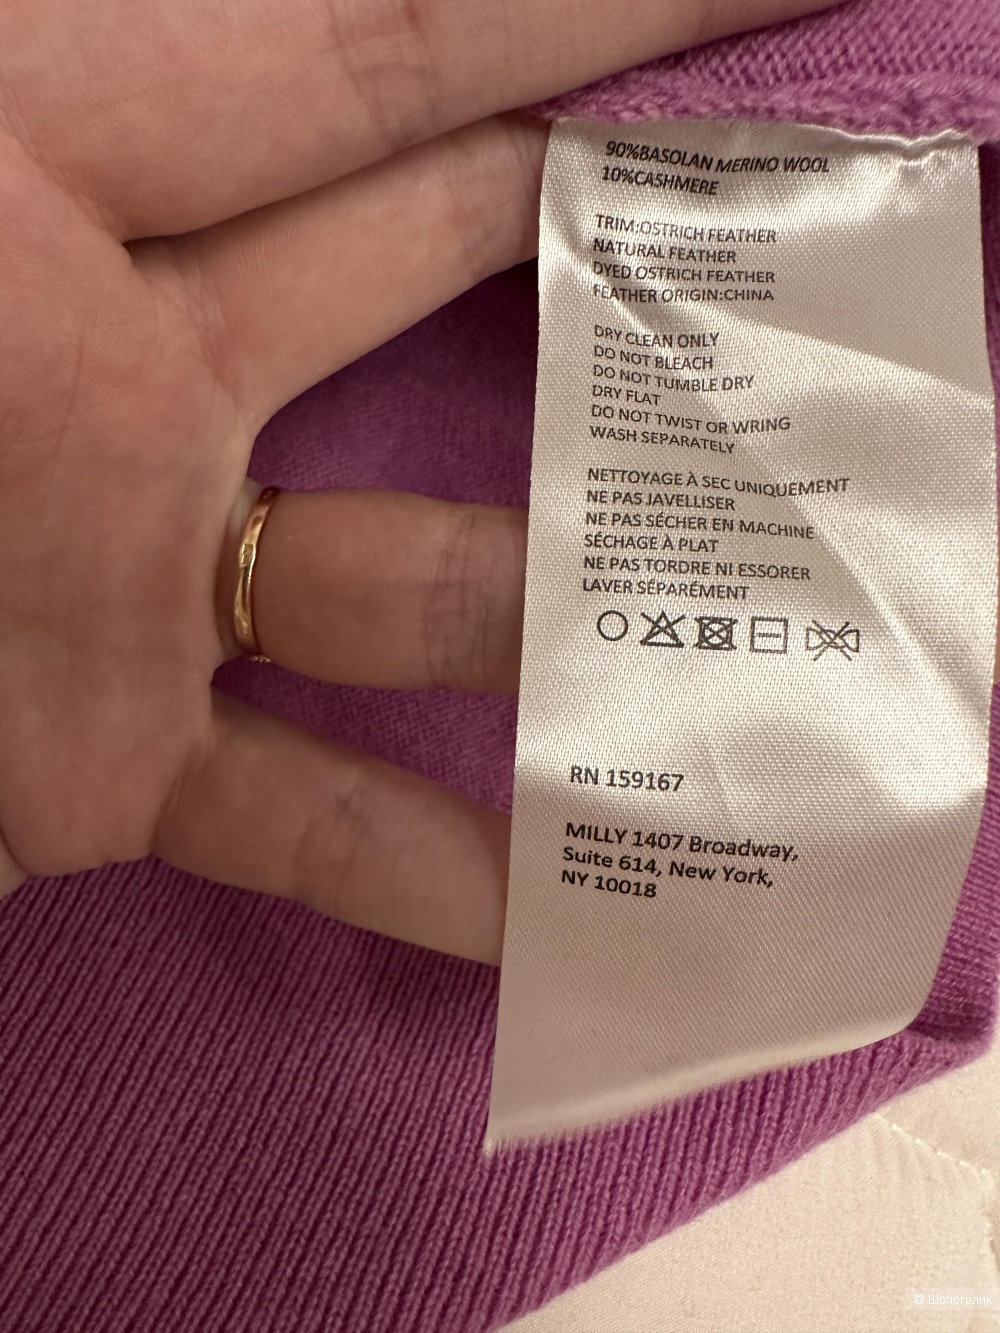 90%BASOLAN MERINO WOOL
10%CASHMERE
TRIM:OSTRICH FEATHER
NATURAL FEATHER
DYED OSTRICH FEATHER
FEATHER ORIGIN:CHINA
DRY CLEAN ONLY
DO NOT BLEACH
DO NOT TUMBLE DRY
DRY FLAT
DO NOT TWIST OR WRING
WASH SEPARATELY
NETTOYAGE À SEC UNIQUEMENT
NE PAS JAVELLISER
NE PAS SÉCHER EN MACHINE
SÉCHAGE À PLAT
NE PAS TORDRE NI ESSORER
LAVER SÉPARÉMENT
RN 159167
MILLY 1407 Broadway,
Suite 614, New York,
NY 10018
© Шопоголик